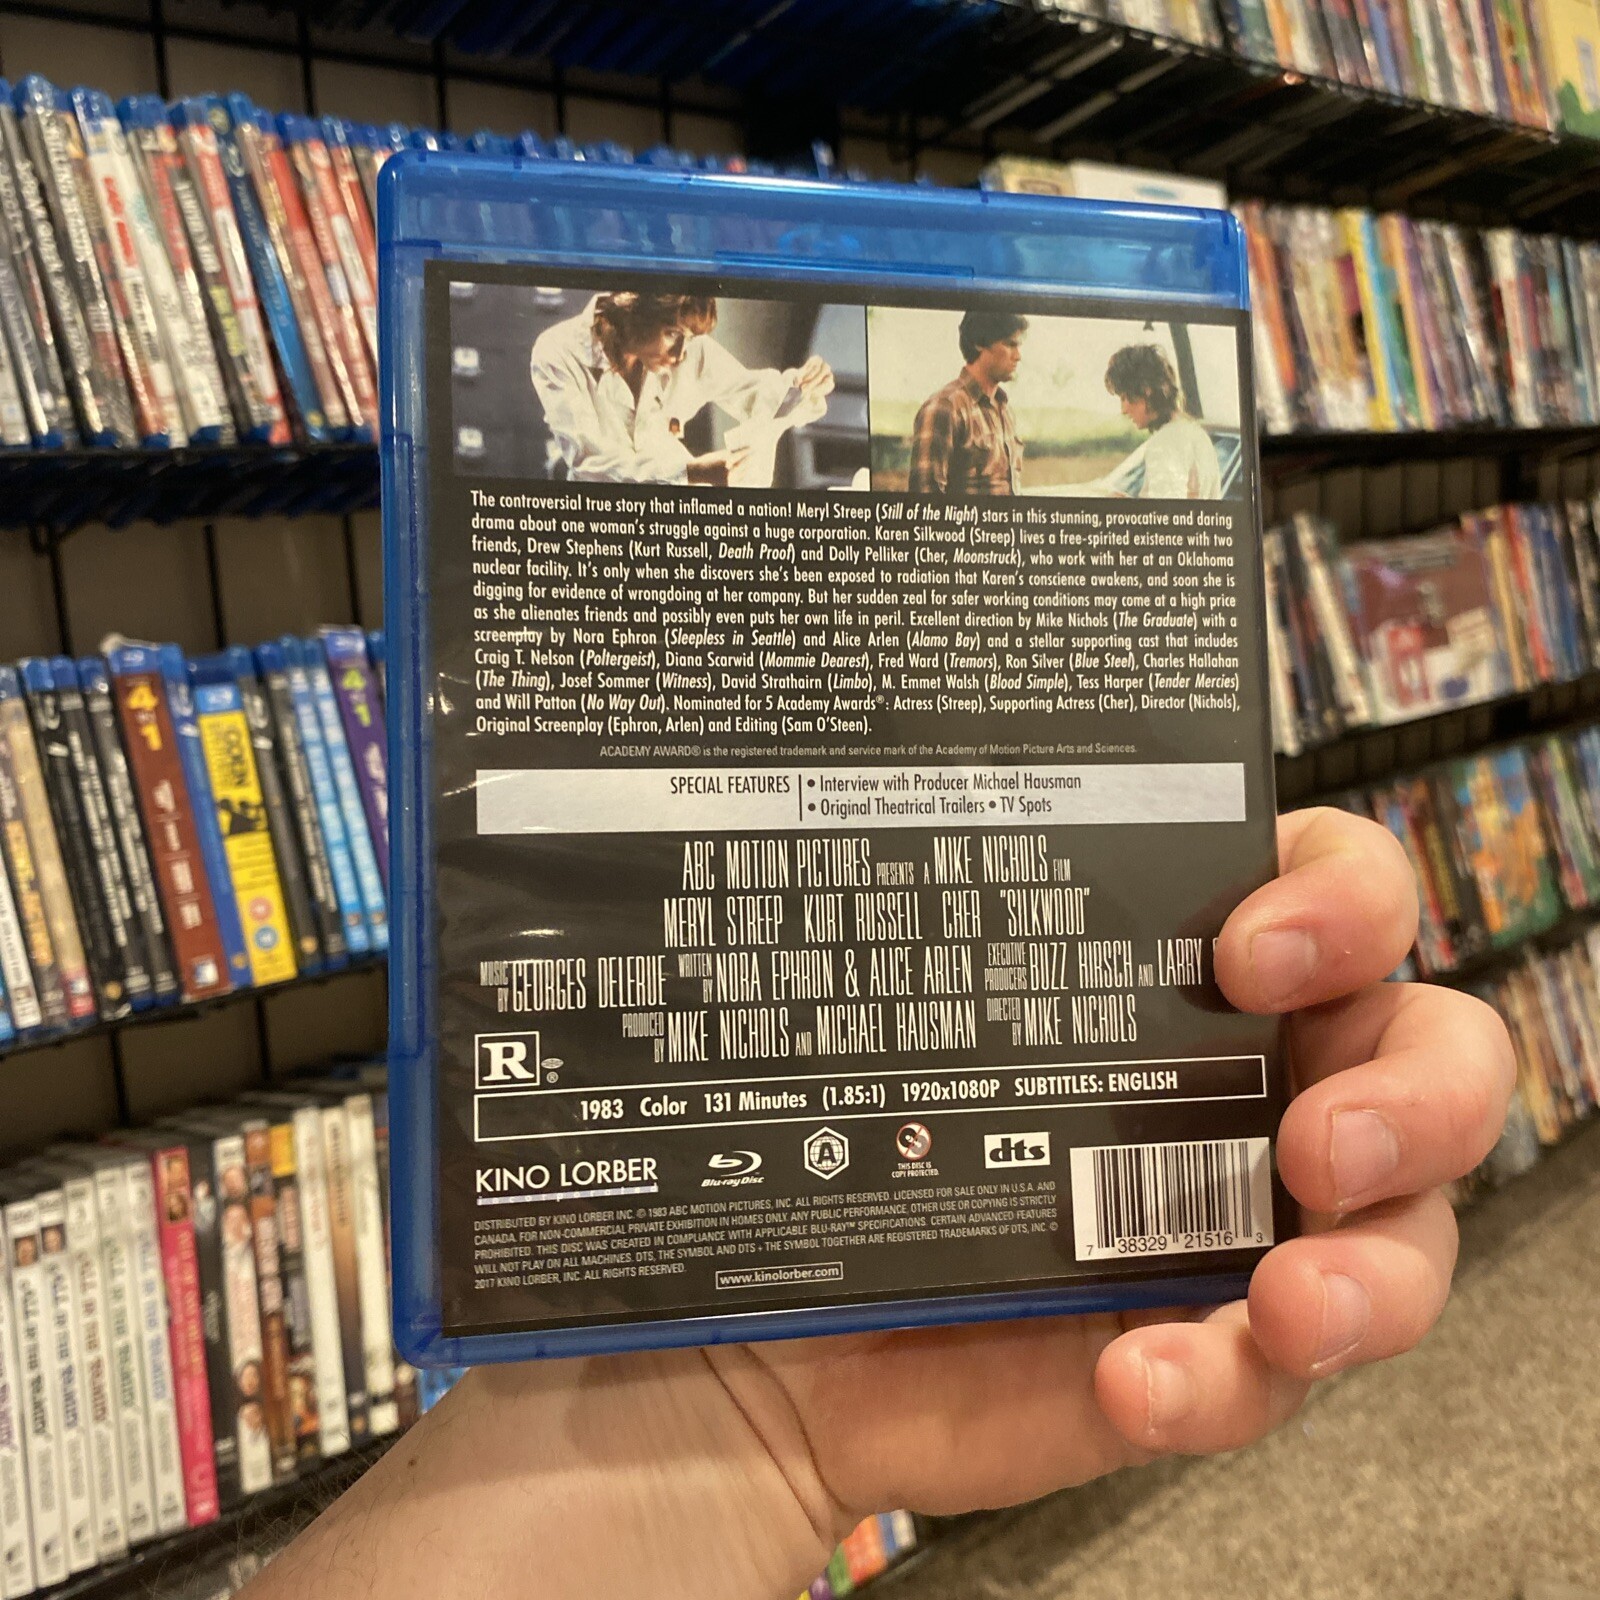 The controversial true story that inflamed a nation! Meryl Streep (Still of the Night) stars in this stunning, provocative and daring
drama about one woman's struggle against a huge corporation. Karen Silkwood (Streep) lives a free-spirited existence with two
friends, Drew Stephens (Kurt Russell, Death Proof) and Dolly Pelliker (Cher, Moonstruck), who work with her at an Oklahoma
nuclear facility. It's only when she discovers she's been exposed to radiation that Karen's conscience awakens, and soon she is
digging for evidence of wrongdoing at her company. But her sudden zeal for safer working conditions may come at a high price
as she alienates friends and possibly even puts her own life in peril. Excellent direction by Mike Nichols (The Graduate) with a
screenplay by Nora Ephron (Sleepless in Seattle) and Alice Arlen (Alamo Bay) and a stellar supporting cast that includes
Craig T. Nelson (Poltergeist), Diana Scarwid (Mommie Dearest), Fred Ward (Tremors), Ron Silver (Blue Steel), Charles Hallahan
(The Thing), Josef Sommer (Witness), David Strathairn (Limbo), M. Emmet Walsh (Blood Simple), Tess Harper (Tender Mercies)
and Will Patton (No Way Out). Nominated for 5 Academy Awards®: Actress (Streep), Supporting Actress (Cher), Director (Nichols),
Original Screenplay (Ephron, Arlen) and Editing (Sam O'Steen).
ACADEMY AWARD® is the registered trademark and service mark of the Academy of Motion Picture Arts and Sciences.
SPECIAL FEATURES | • Interview with Producer Michael Hausman
• Original Theatrical Trailers • TV Spots
ABC MOTION PICTURES PRESENTS A MIKE NICHOLS FILM
MERYL STREEP KURT RUSSELL CHER "SILKWOOD"
MUSIC BY GEORGES DELERUE WRITTEN BY NORA EPHRON & ALICE ARLEN EXECUTIVE PRODUCERS BUZZ HIRSCH AND LARRY
PRODUCED BY MIKE NICHOLS AND MICHAEL HAUSMAN DIRECTED BY MIKE NICHOLS
R ®
1983 Color 131 Minutes (1.85:1) 1920x1080P SUBTITLES: ENGLISH
KINO LORBER Blu-ray Disc A THIS DISC IS COPY PROTECTED. dts
DISTRIBUTED BY KINO LORBER INC. © 1983 ABC MOTION PICTURES, INC. ALL RIGHTS RESERVED. LICENSED FOR SALE ONLY IN U.S.A. AND
CANADA. FOR NON-COMMERCIAL PRIVATE EXHIBITION IN HOMES ONLY. ANY PUBLIC PERFORMANCE, OTHER USE OR COPYING IS STRICTLY
PROHIBITED. THIS DISC WAS CREATED IN COMPLIANCE WITH APPLICABLE BLU-RAY™ SPECIFICATIONS. CERTAIN ADVANCED FEATURES
WILL NOT PLAY ON ALL MACHINES. DTS, THE SYMBOL AND DTS + THE SYMBOL TOGETHER ARE REGISTERED TRADEMARKS OF DTS, INC. ©
2017 KINO LORBER, INC. ALL RIGHTS RESERVED.
www.kinolorber.com
7 38329 21516 3